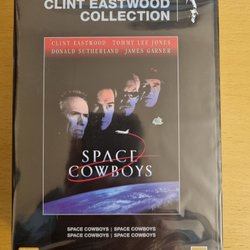 CLINT EASTWOOD
COLLECTION
CLINT EASTWOOD TOMMY LEE JONES
DONALD SUTHERLAND & JAMES GARNER
SPACE
COWBOYS
SPACE COWBOYS | SPACE COWBOYS
SPACE COWBOYS | SPACE COWBOYS